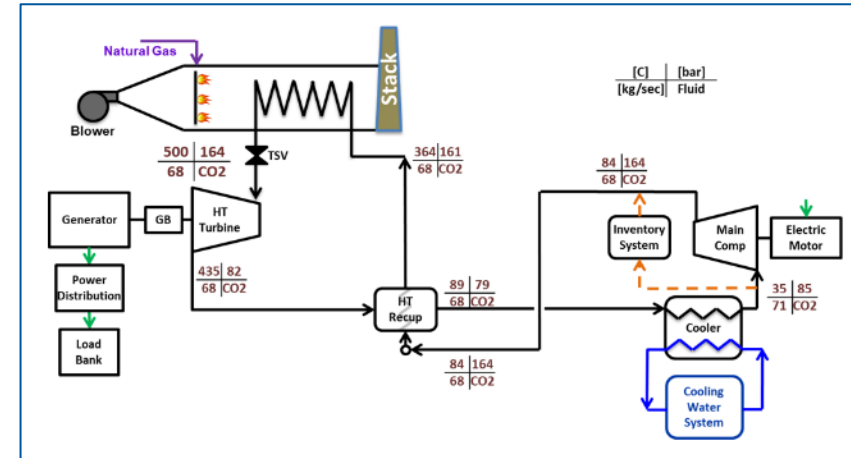 Natural Gas
Blower
Stack
[C] [bar]
[kg/sec] Fluid
500 164
68 CO2
TSV
364 161
68 CO2
84 164
68 CO2
Generator
GB
HT
Turbine
Inventory
System
Main
Comp
Electric
Motor
435 82
68 CO2
Power
Distribution
HT
Recup
89 79
68 CO2
35 85
71 CO2
Cooler
Load
Bank
84 164
68 CO2
Cooling
Water
System